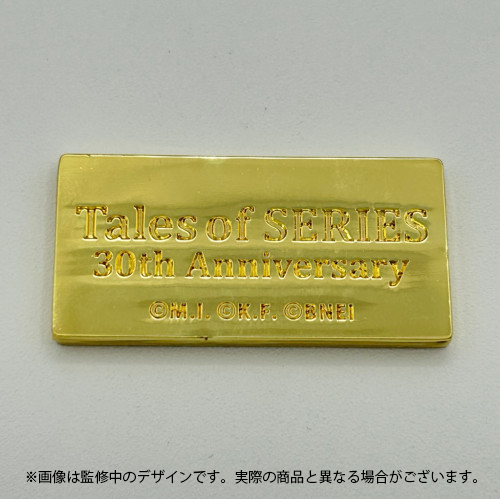 Tales of SERIES
30th Anniversary
©M.I. ©K.F. ©BNEI
※画像は監修中のデザインです。実際の商品と異なる場合がございます。